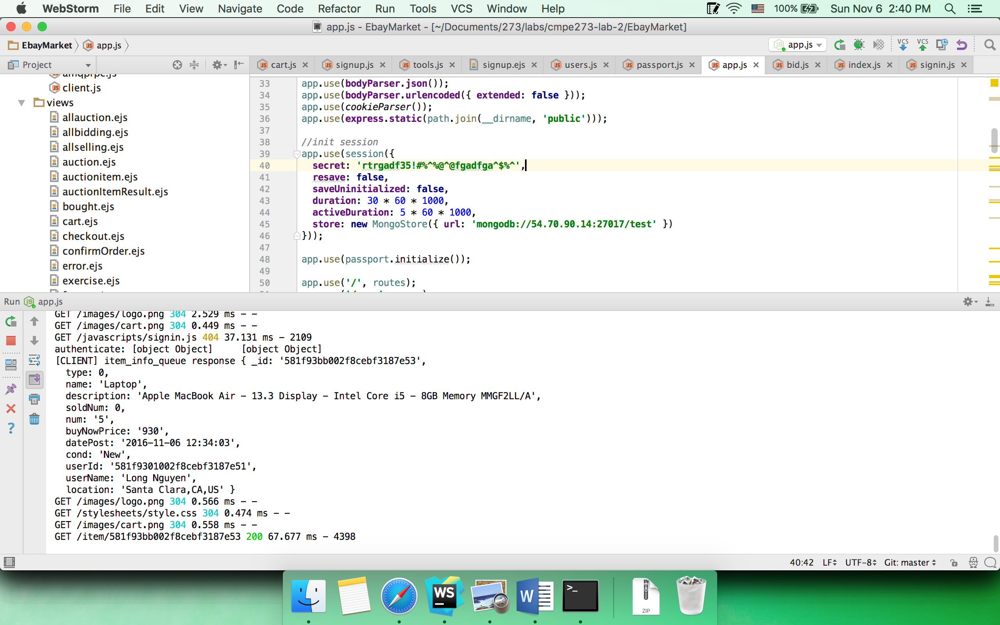 WebStorm File Edit View Navigate Code Refactor Run Tools VCS Window Help 100% Sun Nov 6 2:40 PM
app.js - EbayMarket - [~/Documents/273/labs/cmpe273-lab-2/EbayMarket]
EbayMarket app.js app.js VCS VCS
Project cart.js signup.js tools.js signup.ejs users.js passport.js app.js bid.js index.js signin.js
amqprpc.js
client.js
views
allauction.ejs
allbidding.ejs
allselling.ejs
auction.ejs
auctionitem.ejs
auctionItemResult.ejs
bought.ejs
cart.ejs
checkout.ejs
confirmOrder.ejs
error.ejs
exercise.ejs
33 app.use(bodyParser.json());
34 app.use(bodyParser.urlencoded({ extended: false }));
35 app.use(cookieParser());
36 app.use(express.static(path.join(__dirname, 'public')));
37
38 //init session
39 app.use(session({
40 secret: 'rtrgadf35!#%^%@^@fgadfga^$%^',
41 resave: false,
42 saveUninitialized: false,
43 duration: 30 * 60 * 1000,
44 activeDuration: 5 * 60 * 1000,
45 store: new MongoStore({ url: 'mongodb://54.70.90.14:27017/test' })
46 }));
47
48 app.use(passport.initialize());
49
50 app.use('/', routes);
Run app.js
GET /images/logo.png 304 2.529 ms - -
GET /images/cart.png 304 0.449 ms - -
GET /javascripts/signin.js 404 37.131 ms - 2109
authenticate: [object Object] [object Object]
[CLIENT] item_info_queue response { _id: '581f93bb002f8cebf3187e53',
type: 0,
name: 'Laptop',
description: 'Apple MacBook Air - 13.3 Display - Intel Core i5 - 8GB Memory MMGF2LL/A',
soldNum: 0,
num: '5',
buyNowPrice: '930',
datePost: '2016-11-06 12:34:03',
cond: 'New',
userId: '581f9301002f8cebf3187e51',
userName: 'Long Nguyen',
location: 'Santa Clara,CA,US' }
GET /images/logo.png 304 0.566 ms - -
GET /stylesheets/style.css 304 0.474 ms - -
GET /images/cart.png 304 0.558 ms - -
GET /item/581f93bb002f8cebf3187e53 200 67.677 ms - 4398
40:42 LF UTF-8 Git: master
WS W >_ ZIP